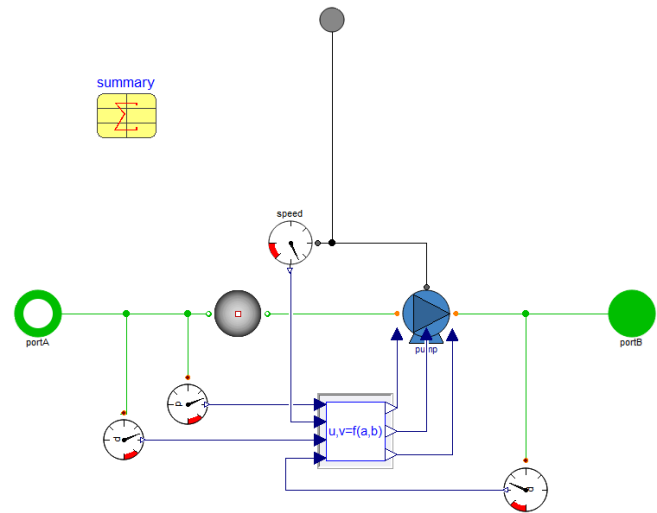 summary
speed
portA
pump
portB
p
p
u,v=f(a,b)
p